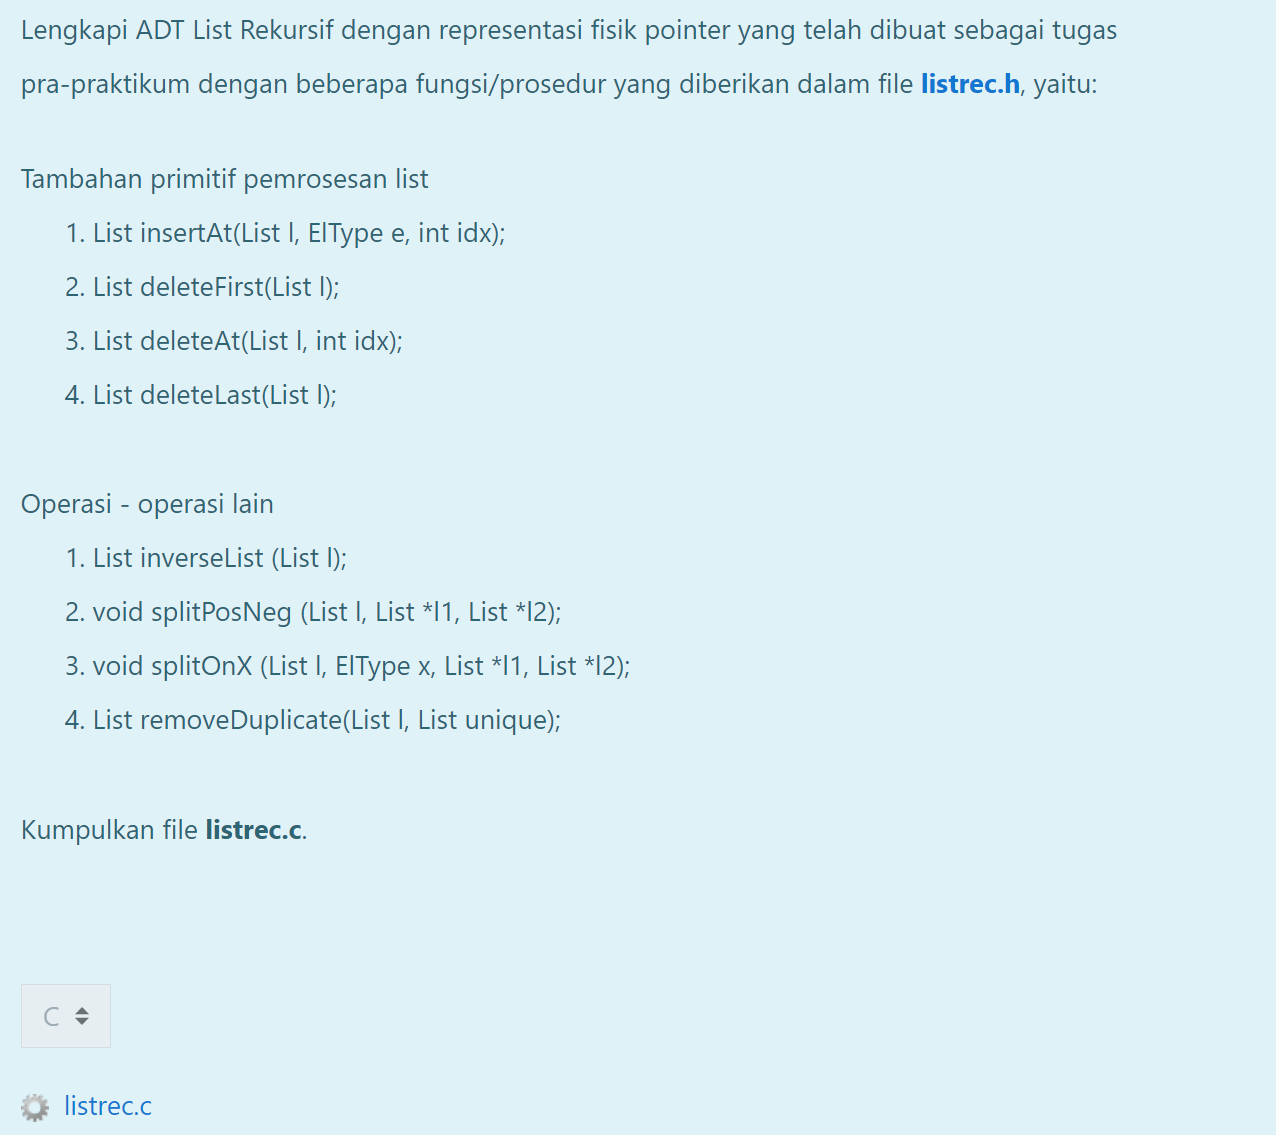 Lengkapi ADT List Rekursif dengan representasi fisik pointer yang telah dibuat sebagai tugas
pra-praktikum dengan beberapa fungsi/prosedur yang diberikan dalam file listrec.h, yaitu:
Tambahan primitif pemrosesan list
1. List insertAt(List l, ElType e, int idx);
2. List deleteFirst(List l);
3. List deleteAt(List l, int idx);
4. List deleteLast(List l);
Operasi - operasi lain
1. List inverseList (List l);
2. void splitPosNeg (List l, List *l1, List *l2);
3. void splitOnX (List l, ElType x, List *l1, List *l2);
4. List removeDuplicate(List l, List unique);
Kumpulkan file listrec.c.
C
listrec.c